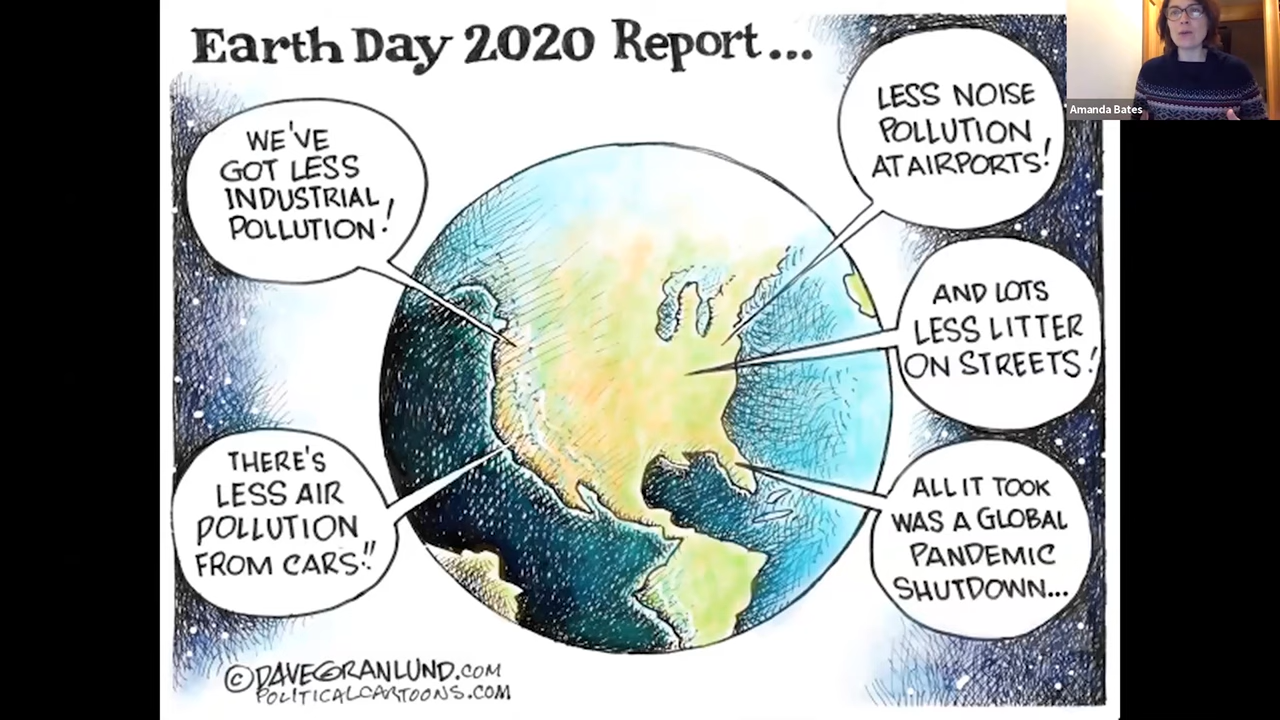 Earth Day 2020 Report...
WE'VE
GOT LESS
INDUSTRIAL
POLLUTION!
LESS NOISE
POLLUTION
AT AIRPORTS!
AND LOTS
LESS LITTER
ON STREETS!
THERE'S
LESS AIR
POLLUTION
FROM CARS!!
ALL IT TOOK
WAS A GLOBAL
PANDEMIC
SHUTDOWN...
© DAVEGRANLUND.COM
POLITICALCARTOONS.COM
Amanda Bates